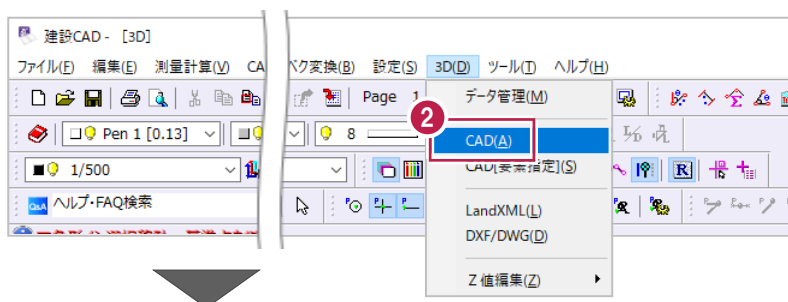 建設CAD - [3D]
ファイル(F) 編集(E) 測量計算(V) CA ベク変換(B) 設定(S) 3D(D) ツール(T) ヘルプ(H)
Page 1
データ管理(M)
2
Pen 1 [0.13] 8
CAD(A)
1/500
CAD[要素指定](S)
Q&A ヘルプ・FAQ検索
LandXML(L)
DXF/DWG(D)
Z 値編集(Z)